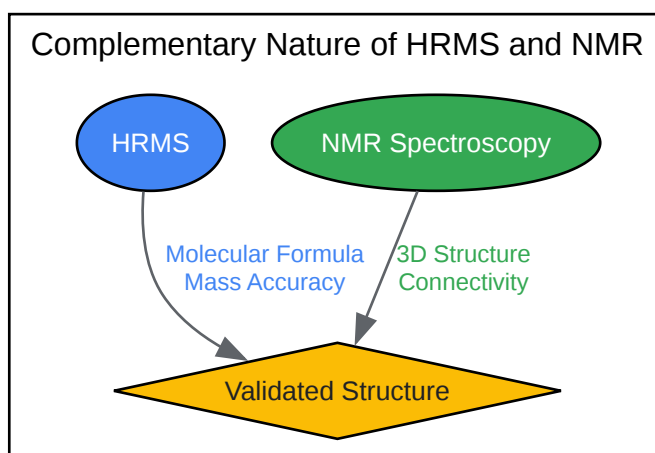 Complementary Nature of HRMS and NMR
HRMS
NMR Spectroscopy
Molecular Formula
Mass Accuracy
3D Structure
Connectivity
Validated Structure